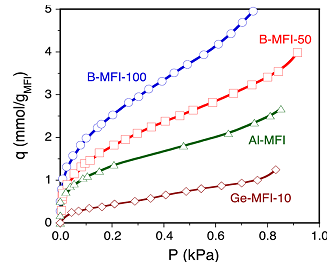 5
4
3
2
1
0
q (mmol/g_MFI)
B-MFI-100
B-MFI-50
Al-MFI
Ge-MFI-10
0.0 0.2 0.4 0.6 0.8 1.0
P (kPa)